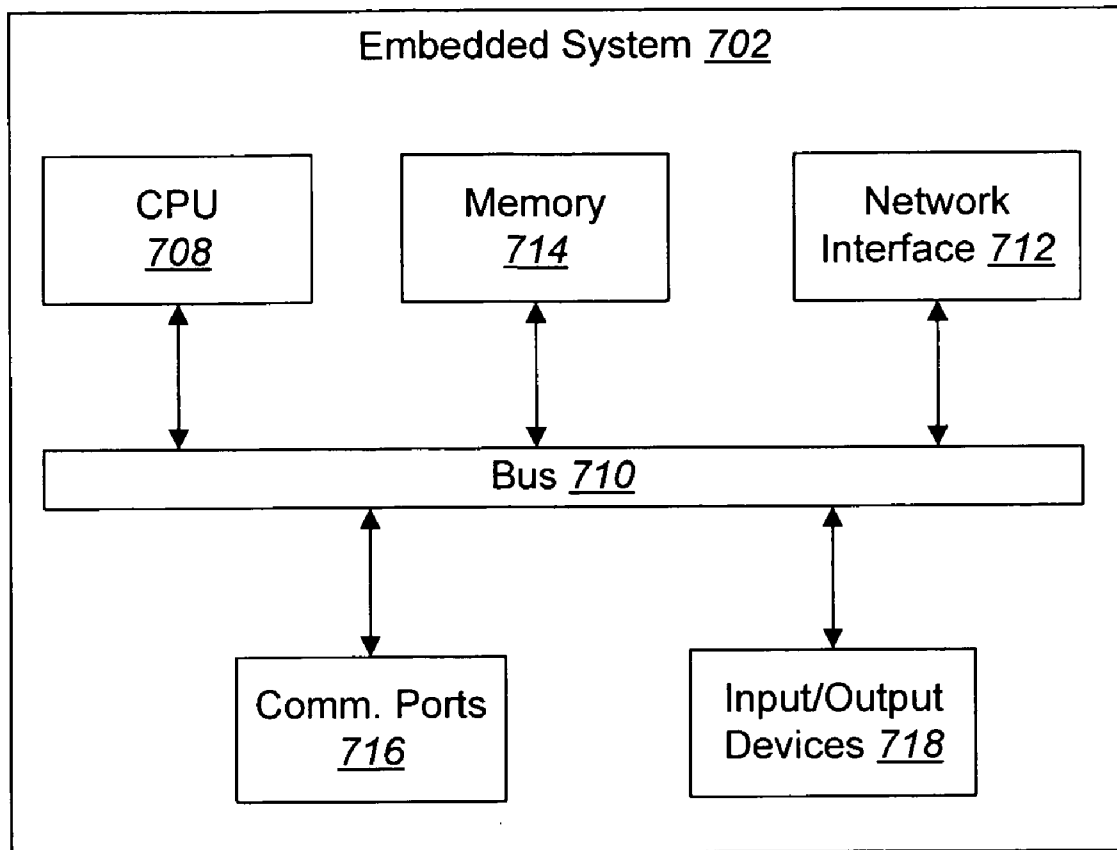 Embedded System 702
CPU
708
Memory
714
Network
Interface 712
Bus 710
Comm. Ports
716
Input/Output
Devices 718